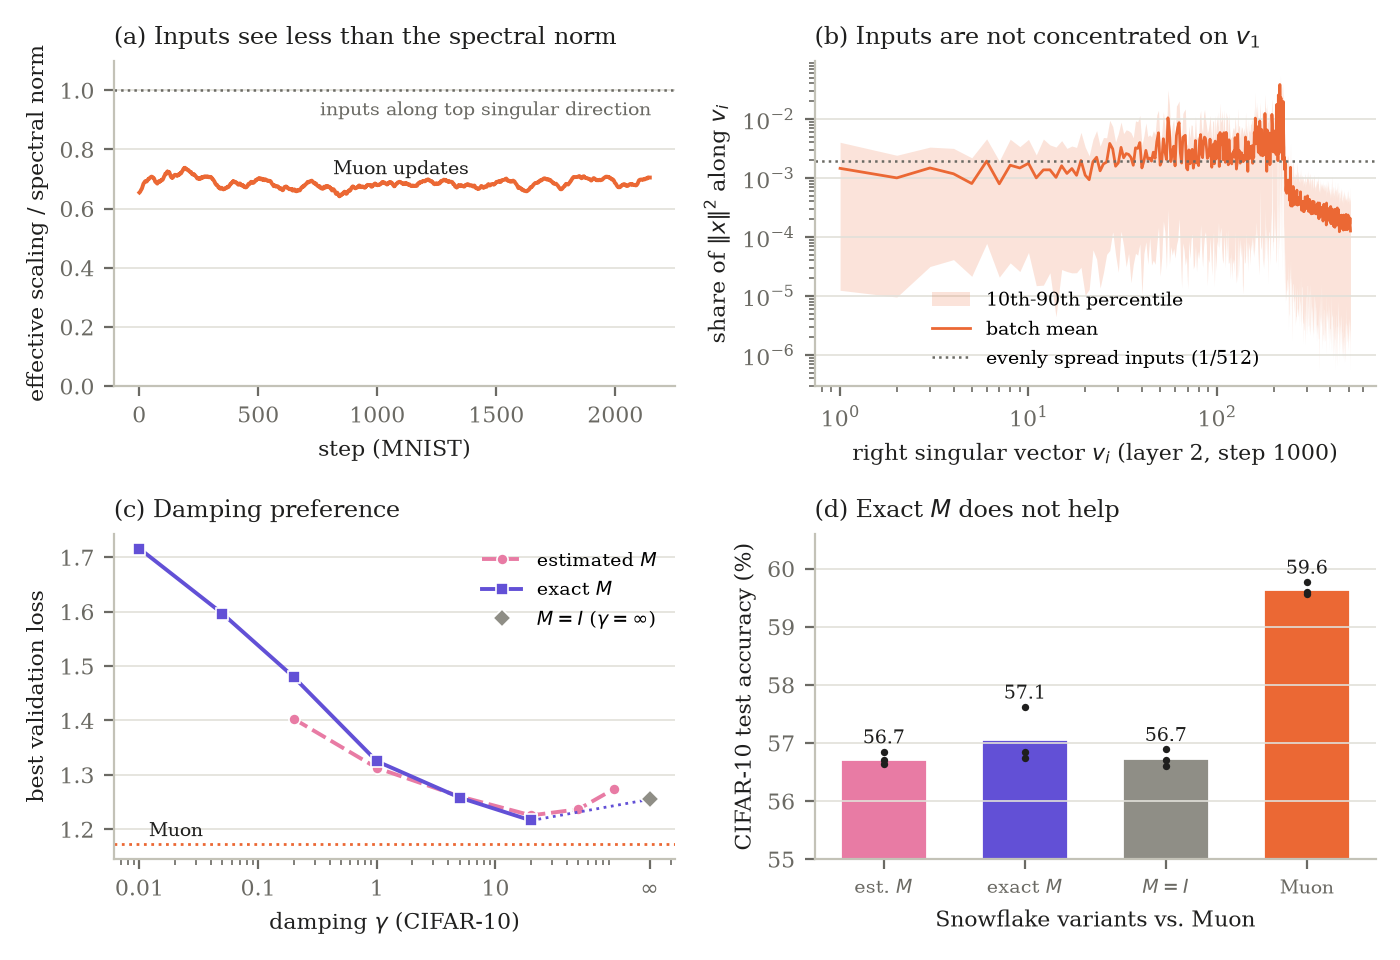 (a) Inputs see less than the spectral norm
effective scaling / spectral norm
1.0
0.8
0.6
0.4
0.2
0.0
inputs along top singular direction
Muon updates
0
500
1000
1500
2000
step (MNIST)
(b) Inputs are not concentrated on v₁
share of ‖x‖² along vᵢ
10⁻²
10⁻³
10⁻⁴
10⁻⁵
10⁻⁶
10th-90th percentile
batch mean
evenly spread inputs (1/512)
10⁰
10¹
10²
right singular vector vᵢ (layer 2, step 1000)
(c) Damping preference
best validation loss
1.7
1.6
1.5
1.4
1.3
1.2
estimated M
exact M
M = I (γ = ∞)
Muon
0.01
0.1
1
10
∞
damping γ (CIFAR-10)
(d) Exact M does not help
CIFAR-10 test accuracy (%)
60
59
58
57
56
55
56.7
57.1
56.7
59.6
est. M
exact M
M = I
Muon
Snowflake variants vs. Muon